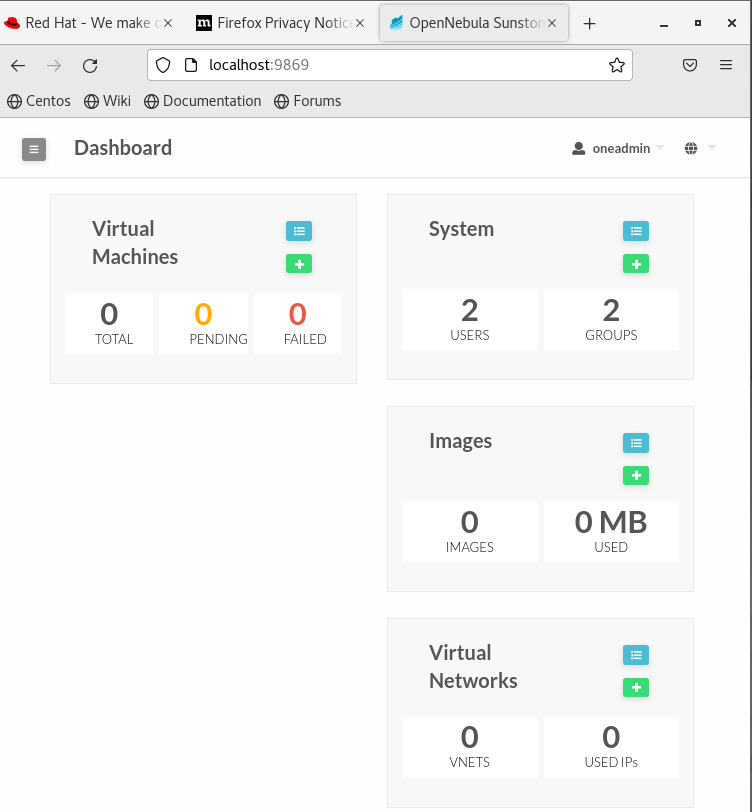 Red Hat - We make o
Firefox Privacy Notice
OpenNebula Sunston
localhost:9869
Centos
Wiki
Documentation
Forums
Dashboard
oneadmin
Virtual
Machines
0
TOTAL
0
PENDING
0
FAILED
System
2
USERS
2
GROUPS
Images
0
IMAGES
0 MB
USED
Virtual
Networks
0
VNETS
0
USED IPs